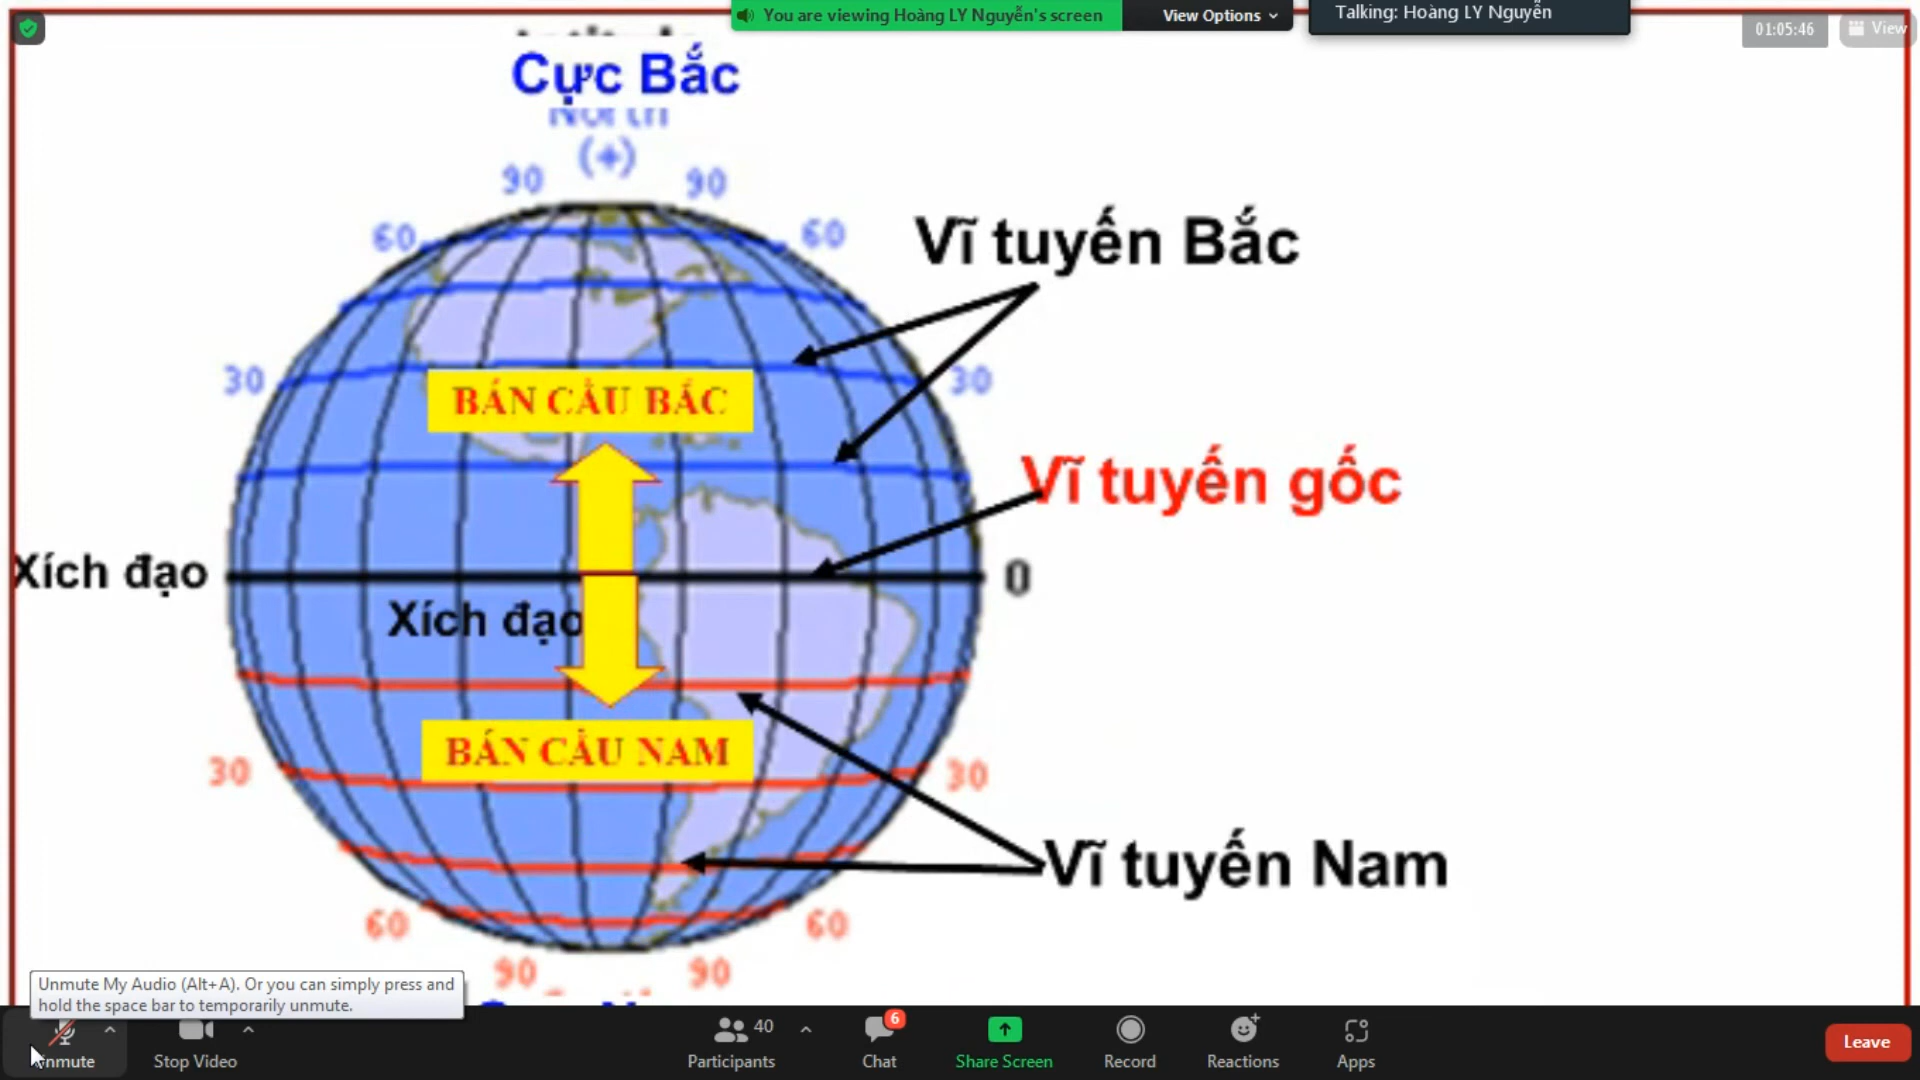 You are viewing Hoàng LY Nguyễn's screen
View Options
Talking: Hoàng LY Nguyễn
01:05:46
View
Cực Bắc
North
(+)
90 90
60 60
Vĩ tuyến Bắc
30 30
BÁN CẦU BẮC
Vĩ tuyến gốc
Xích đạo
0
Xích đạo
BÁN CẦU NAM
30 30
Vĩ tuyến Nam
60 60
90 90
Unmute My Audio (Alt+A). Or you can simply press and
hold the space bar to temporarily unmute.
Unmute
Stop Video
40
Participants
6
Chat
Share Screen
Record
Reactions
Apps
Leave